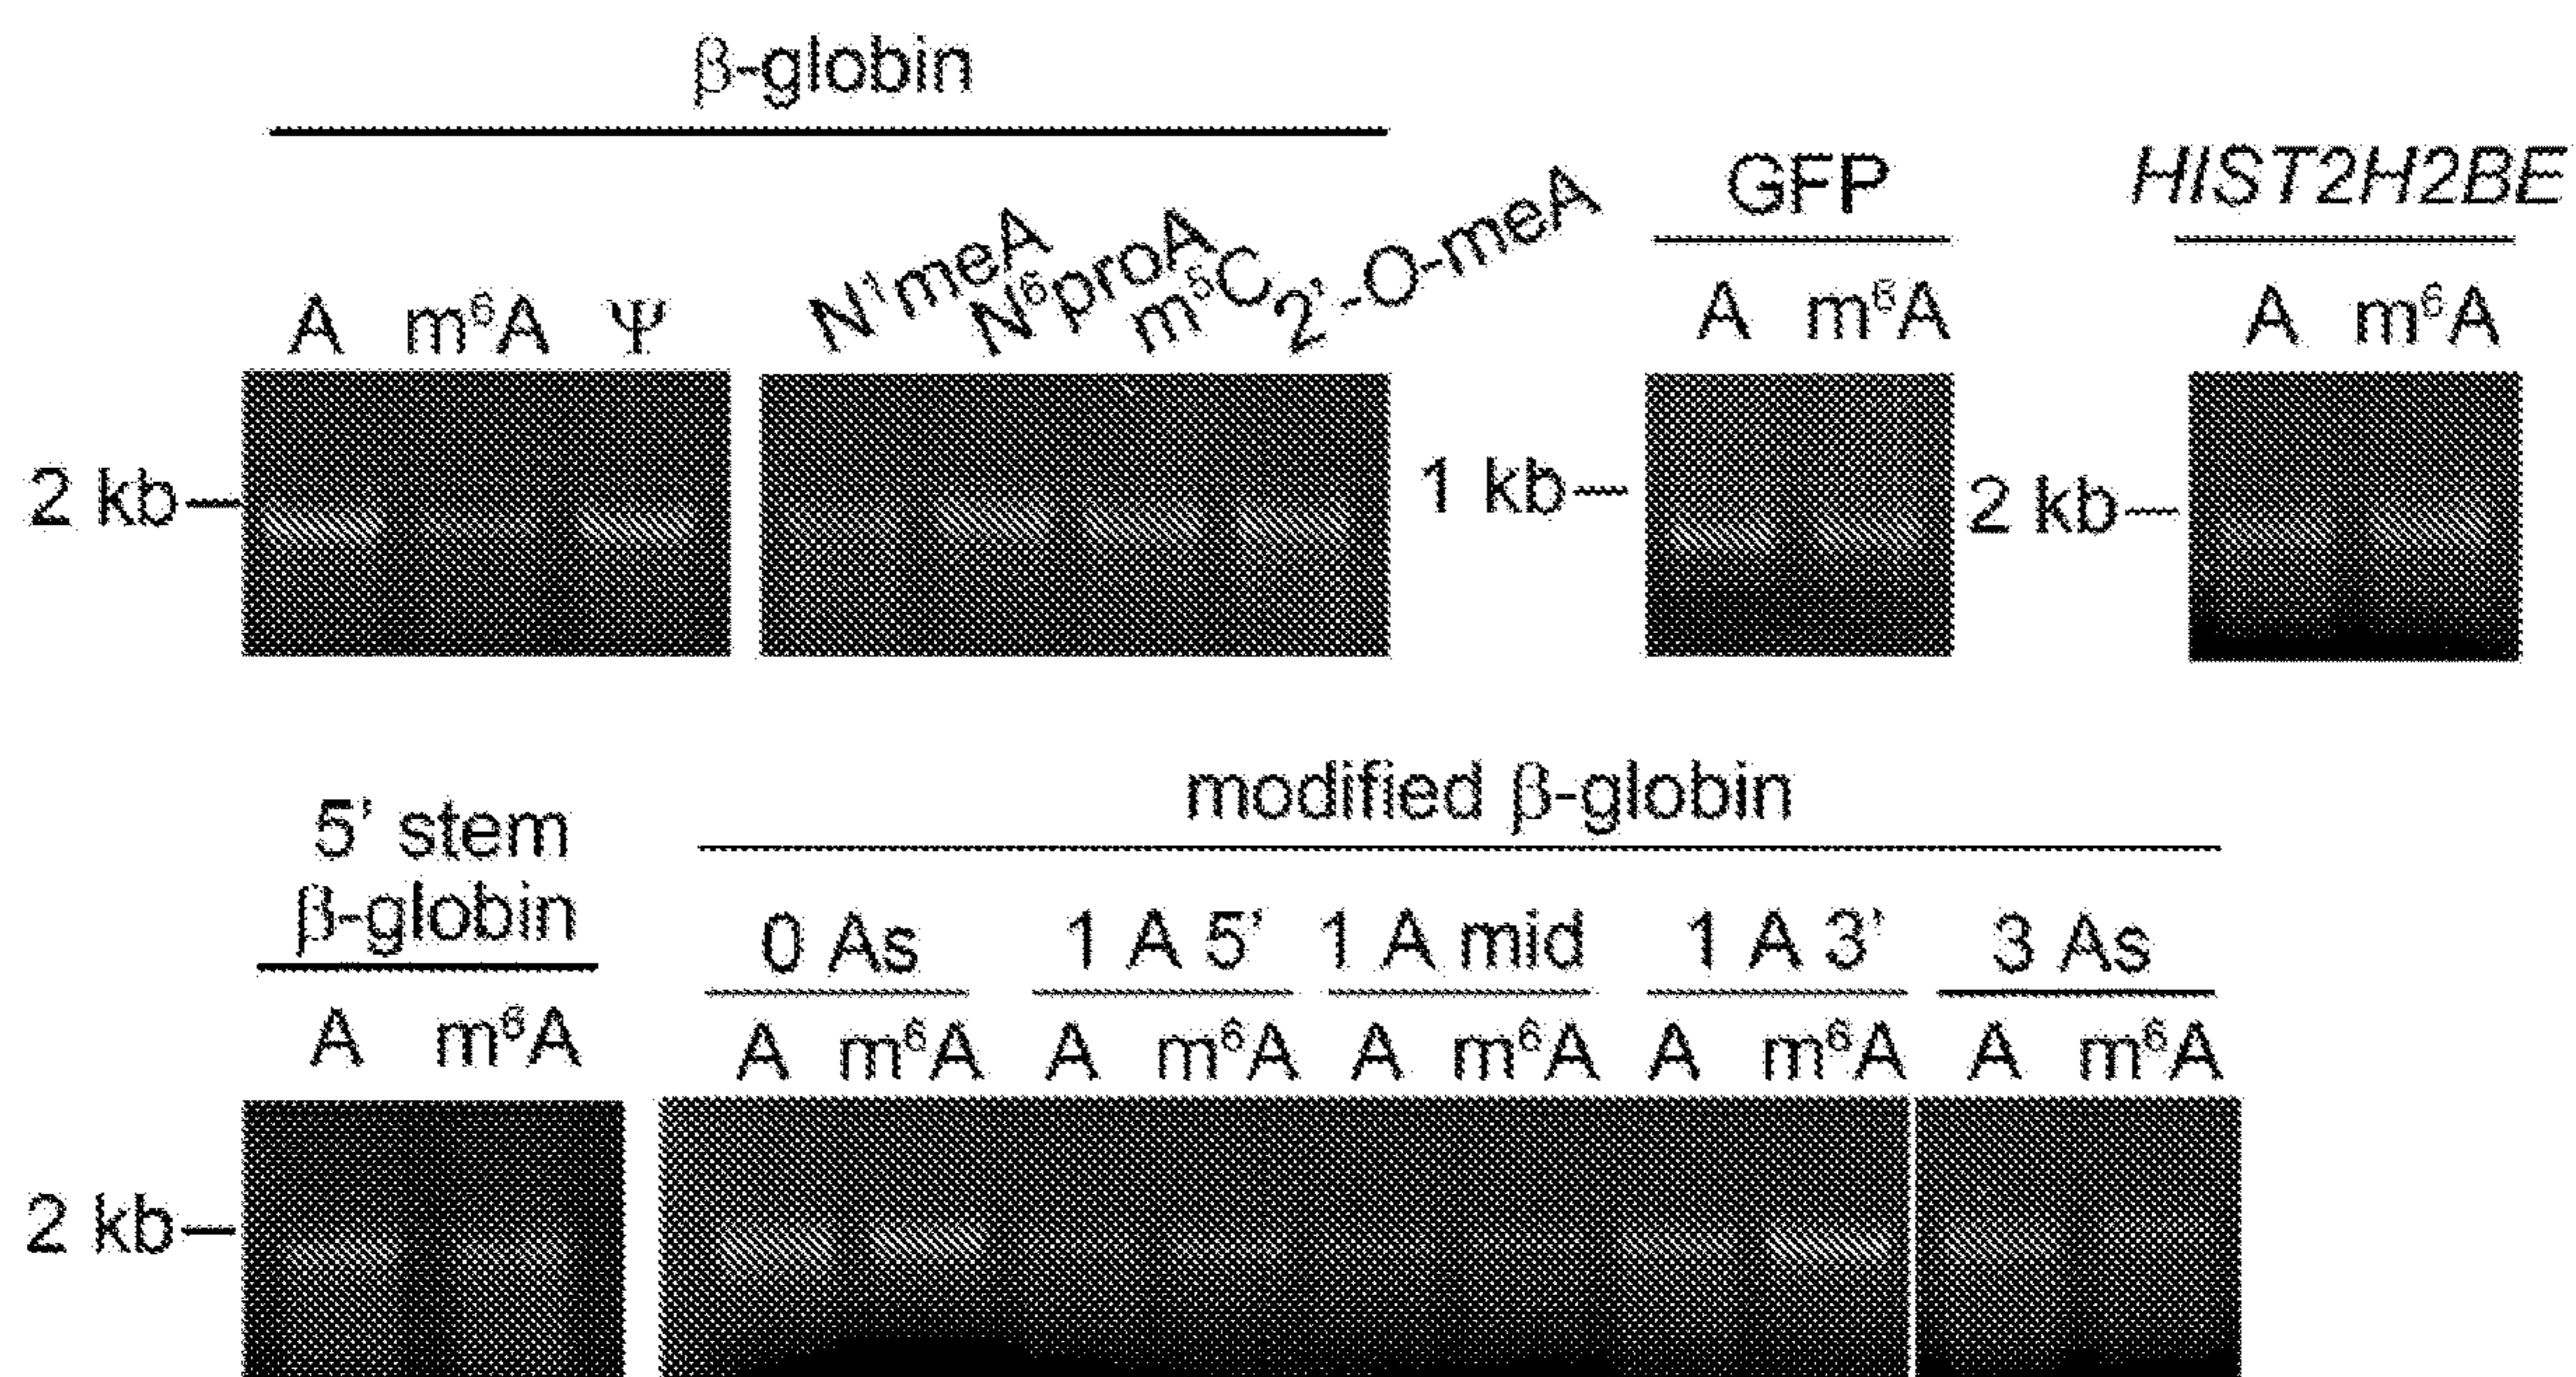 β-globin
GFP
HIST2H2BE
A m⁶A Ψ N¹meA N⁶proA m⁵C 2'-O-meA
A m⁶A
A m⁶A
2 kb
1 kb
2 kb
modified β-globin
5' stem
β-globin
0 As 1 A 5' 1 A mid 1 A 3' 3 As
A m⁶A
A m⁶A A m⁶A A m⁶A A m⁶A A m⁶A
2 kb